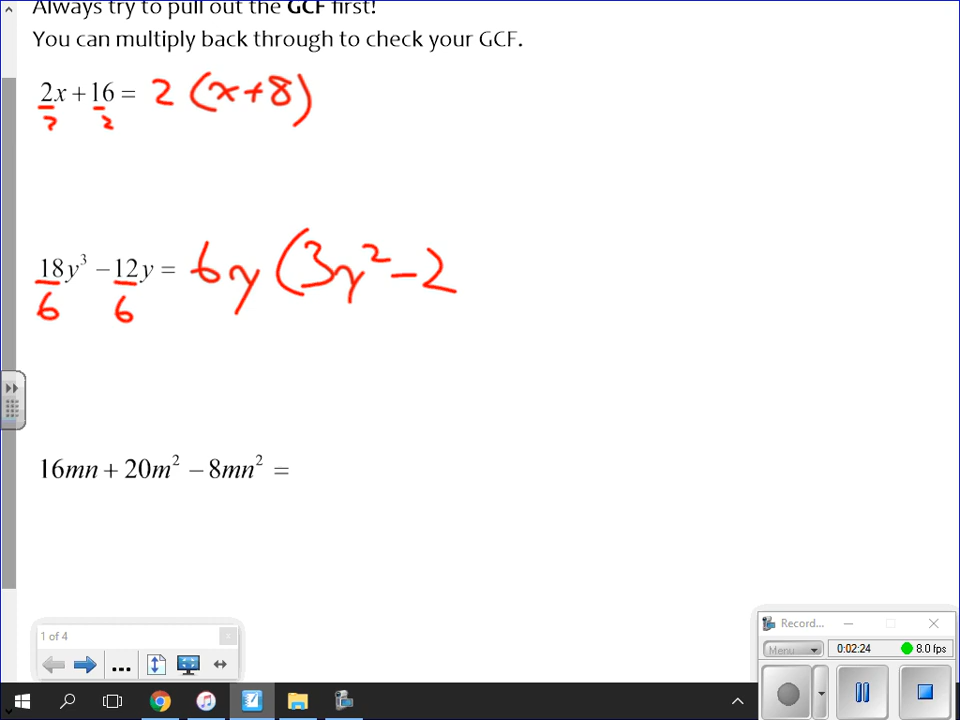 Always try to pull out the GCF first!
You can multiply back through to check your GCF.
2x + 16 = 2 (x+8)
2 2
18y³ − 12y = 6y (3y²−2
6 6
16mn + 20m² − 8mn² =
1 of 4
Record...
Menu
0:02:24
8.0 fps